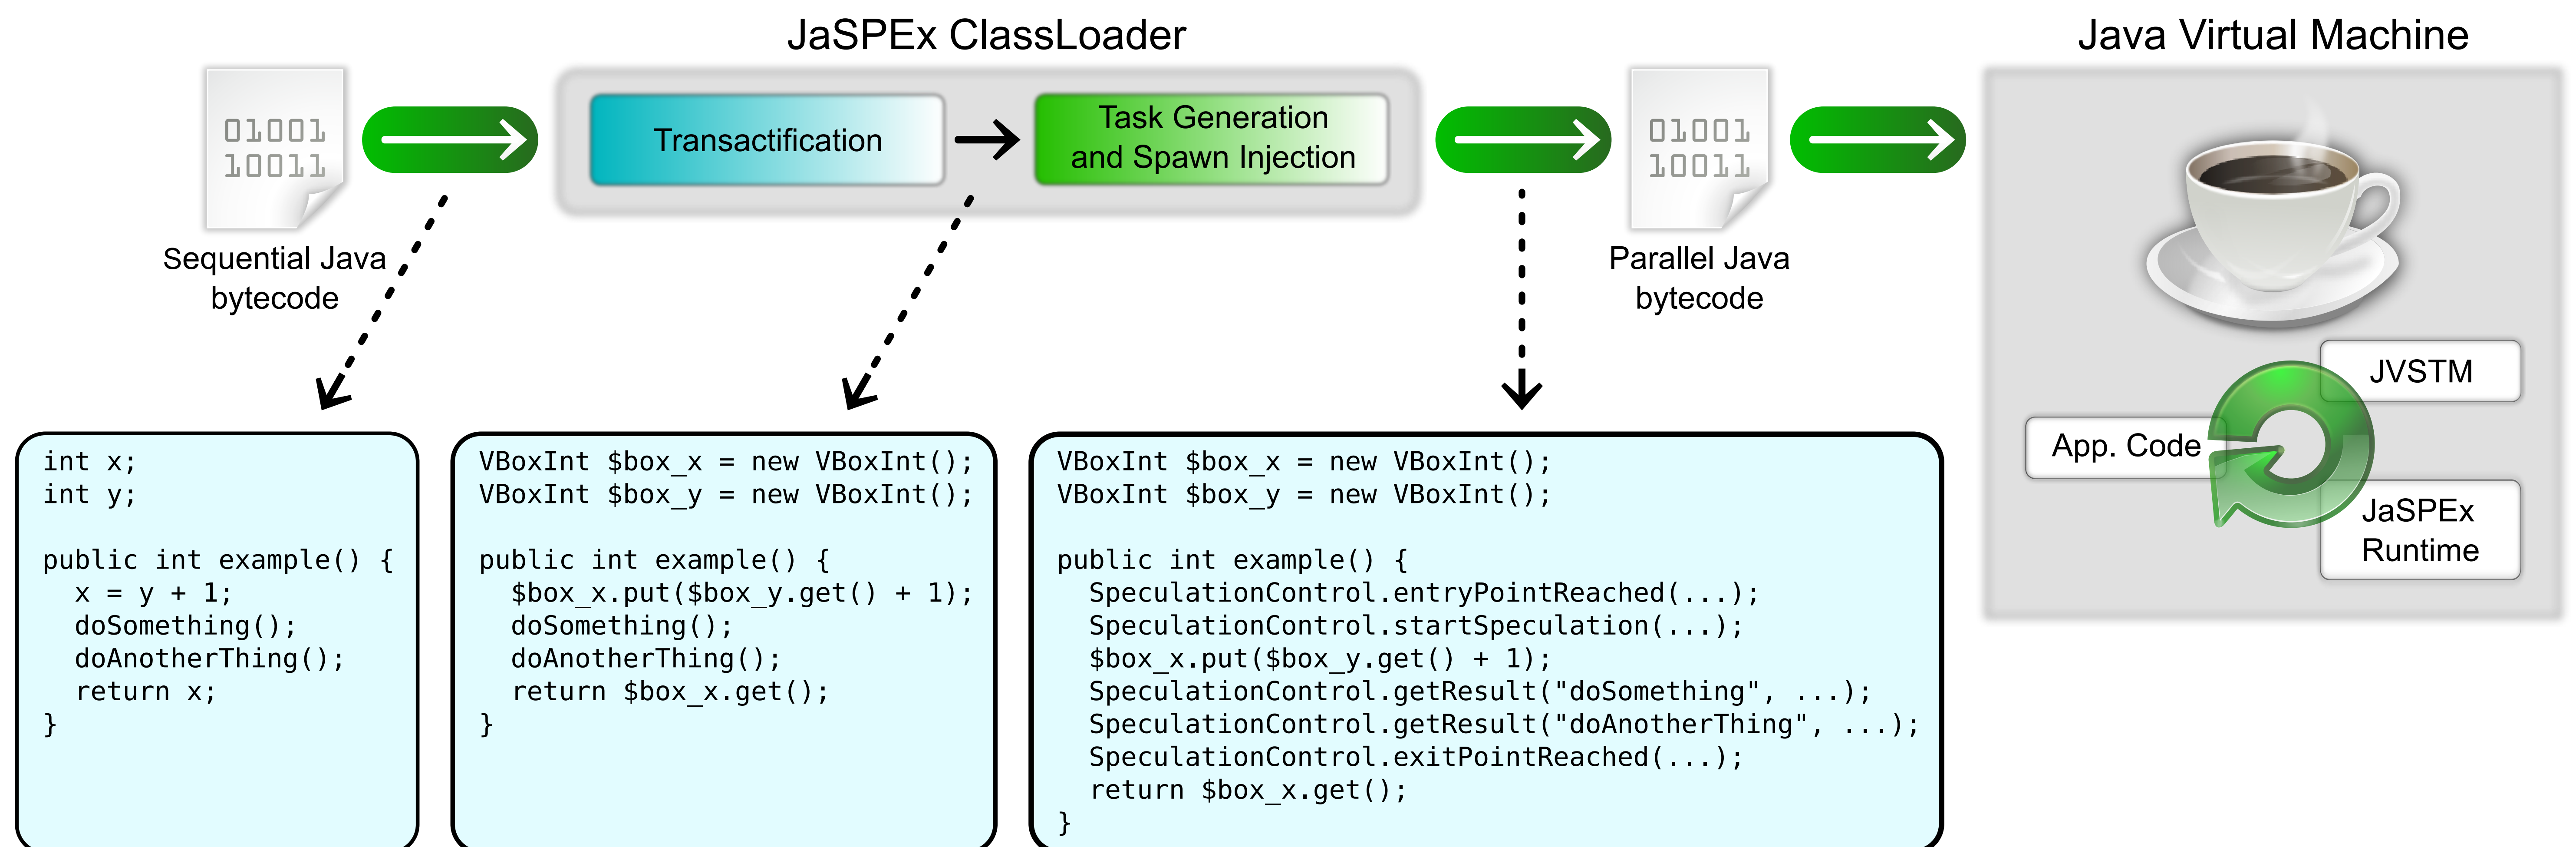 JaSPEx ClassLoader
Java Virtual Machine
01001
10011
Sequential Java
bytecode
Transactification
Task Generation
and Spawn Injection
01001
10011
Parallel Java
bytecode
JVSTM
App. Code
JaSPEx
Runtime
int x;
int y;
public int example() {
x = y + 1;
doSomething();
doAnotherThing();
return x;
}
VBoxInt $box_x = new VBoxInt();
VBoxInt $box_y = new VBoxInt();
public int example() {
$box_x.put($box_y.get() + 1);
doSomething();
doAnotherThing();
return $box_x.get();
}
VBoxInt $box_x = new VBoxInt();
VBoxInt $box_y = new VBoxInt();
public int example() {
SpeculationControl.entryPointReached(...);
SpeculationControl.startSpeculation(...);
$box_x.put($box_y.get() + 1);
SpeculationControl.getResult("doSomething", ...);
SpeculationControl.getResult("doAnotherThing", ...);
SpeculationControl.exitPointReached(...);
return $box_x.get();
}